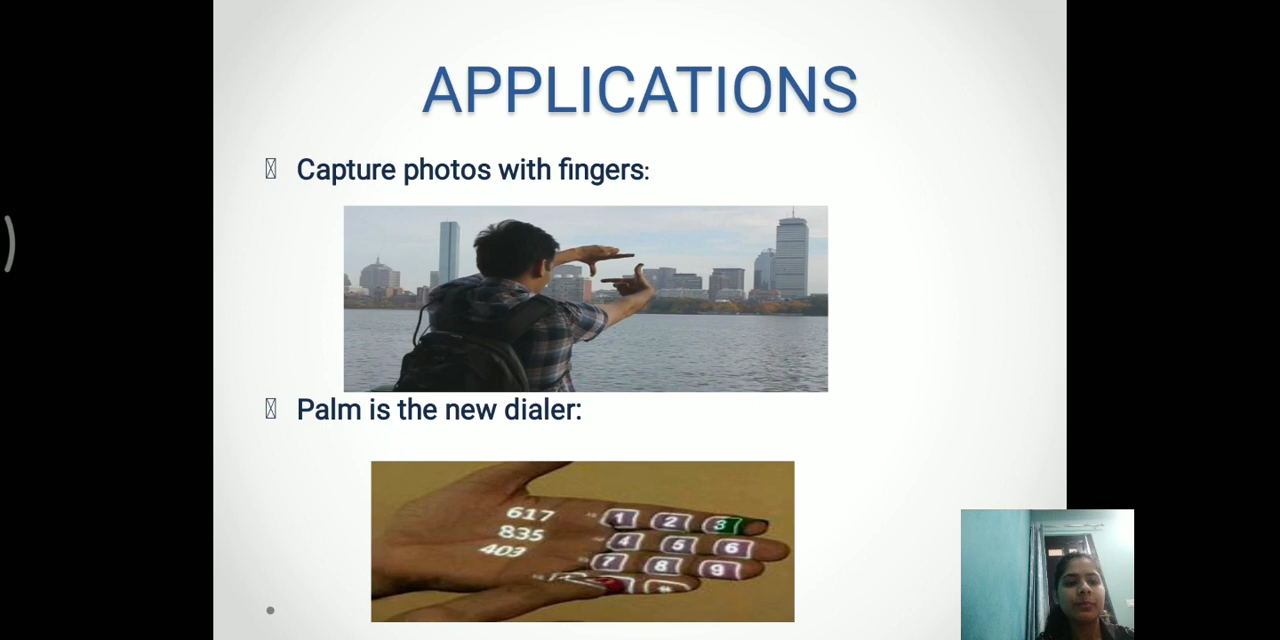 APPLICATIONS
Capture photos with fingers:
Palm is the new dialer:
617
835
403
1 2 3
4 5 6
7 8 9